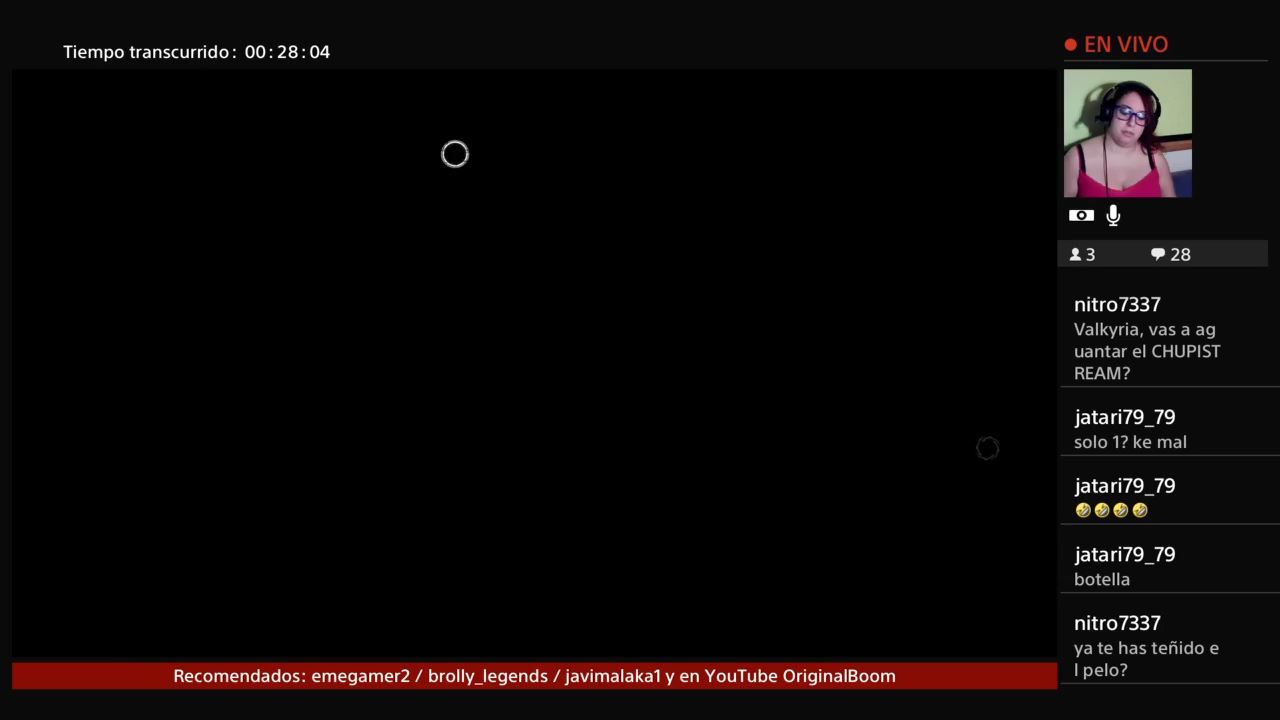 Tiempo transcurrido: 00:28:04
EN VIVO
3 28
nitro7337
Valkyria, vas a ag
uantar el CHUPIST
REAM?
jatari79_79
solo 1? ke mal
jatari79_79
🤣🤣🤣🤣
jatari79_79
botella
nitro7337
ya te has teñido e
l pelo?
Recomendados: emegamer2 / brolly_legends / javimalaka1 y en YouTube OriginalBoom